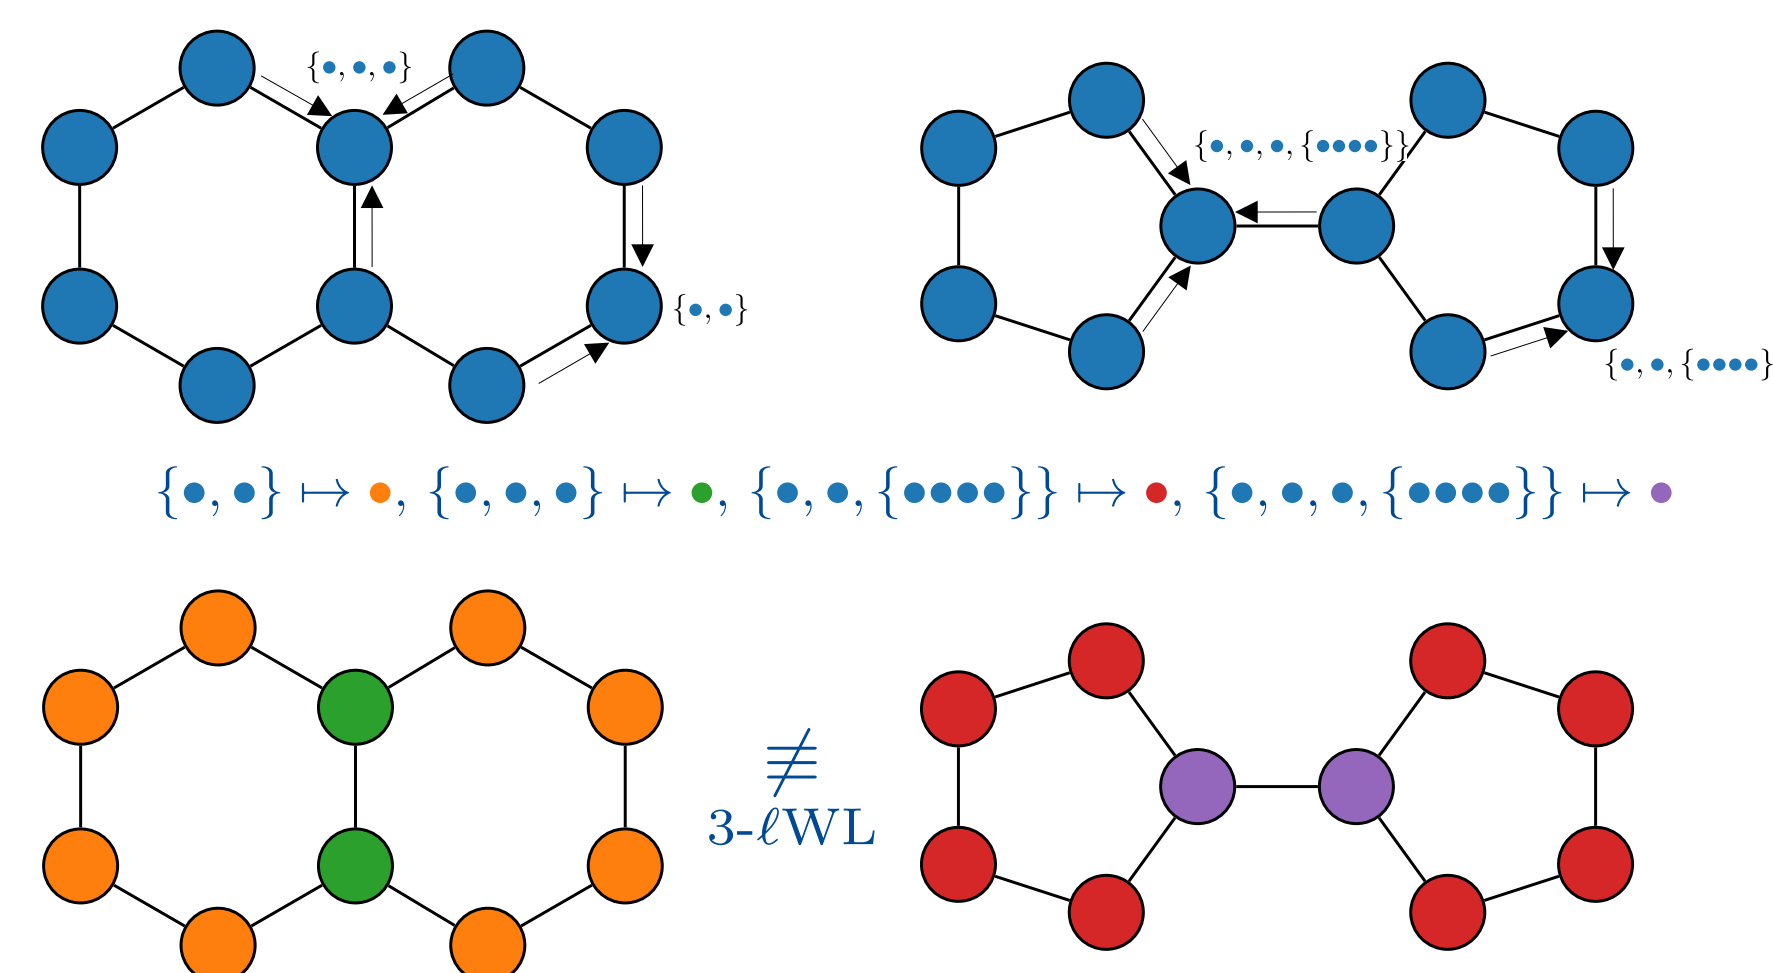 {•, •, •}
{•, •, •, {••••}}
{•, •}
{•, •, {••••}
{•, •} ↦ •, {•, •, •} ↦ •, {•, •, {••••}} ↦ •, {•, •, •, {••••}} ↦ •
≢
3-ℓWL